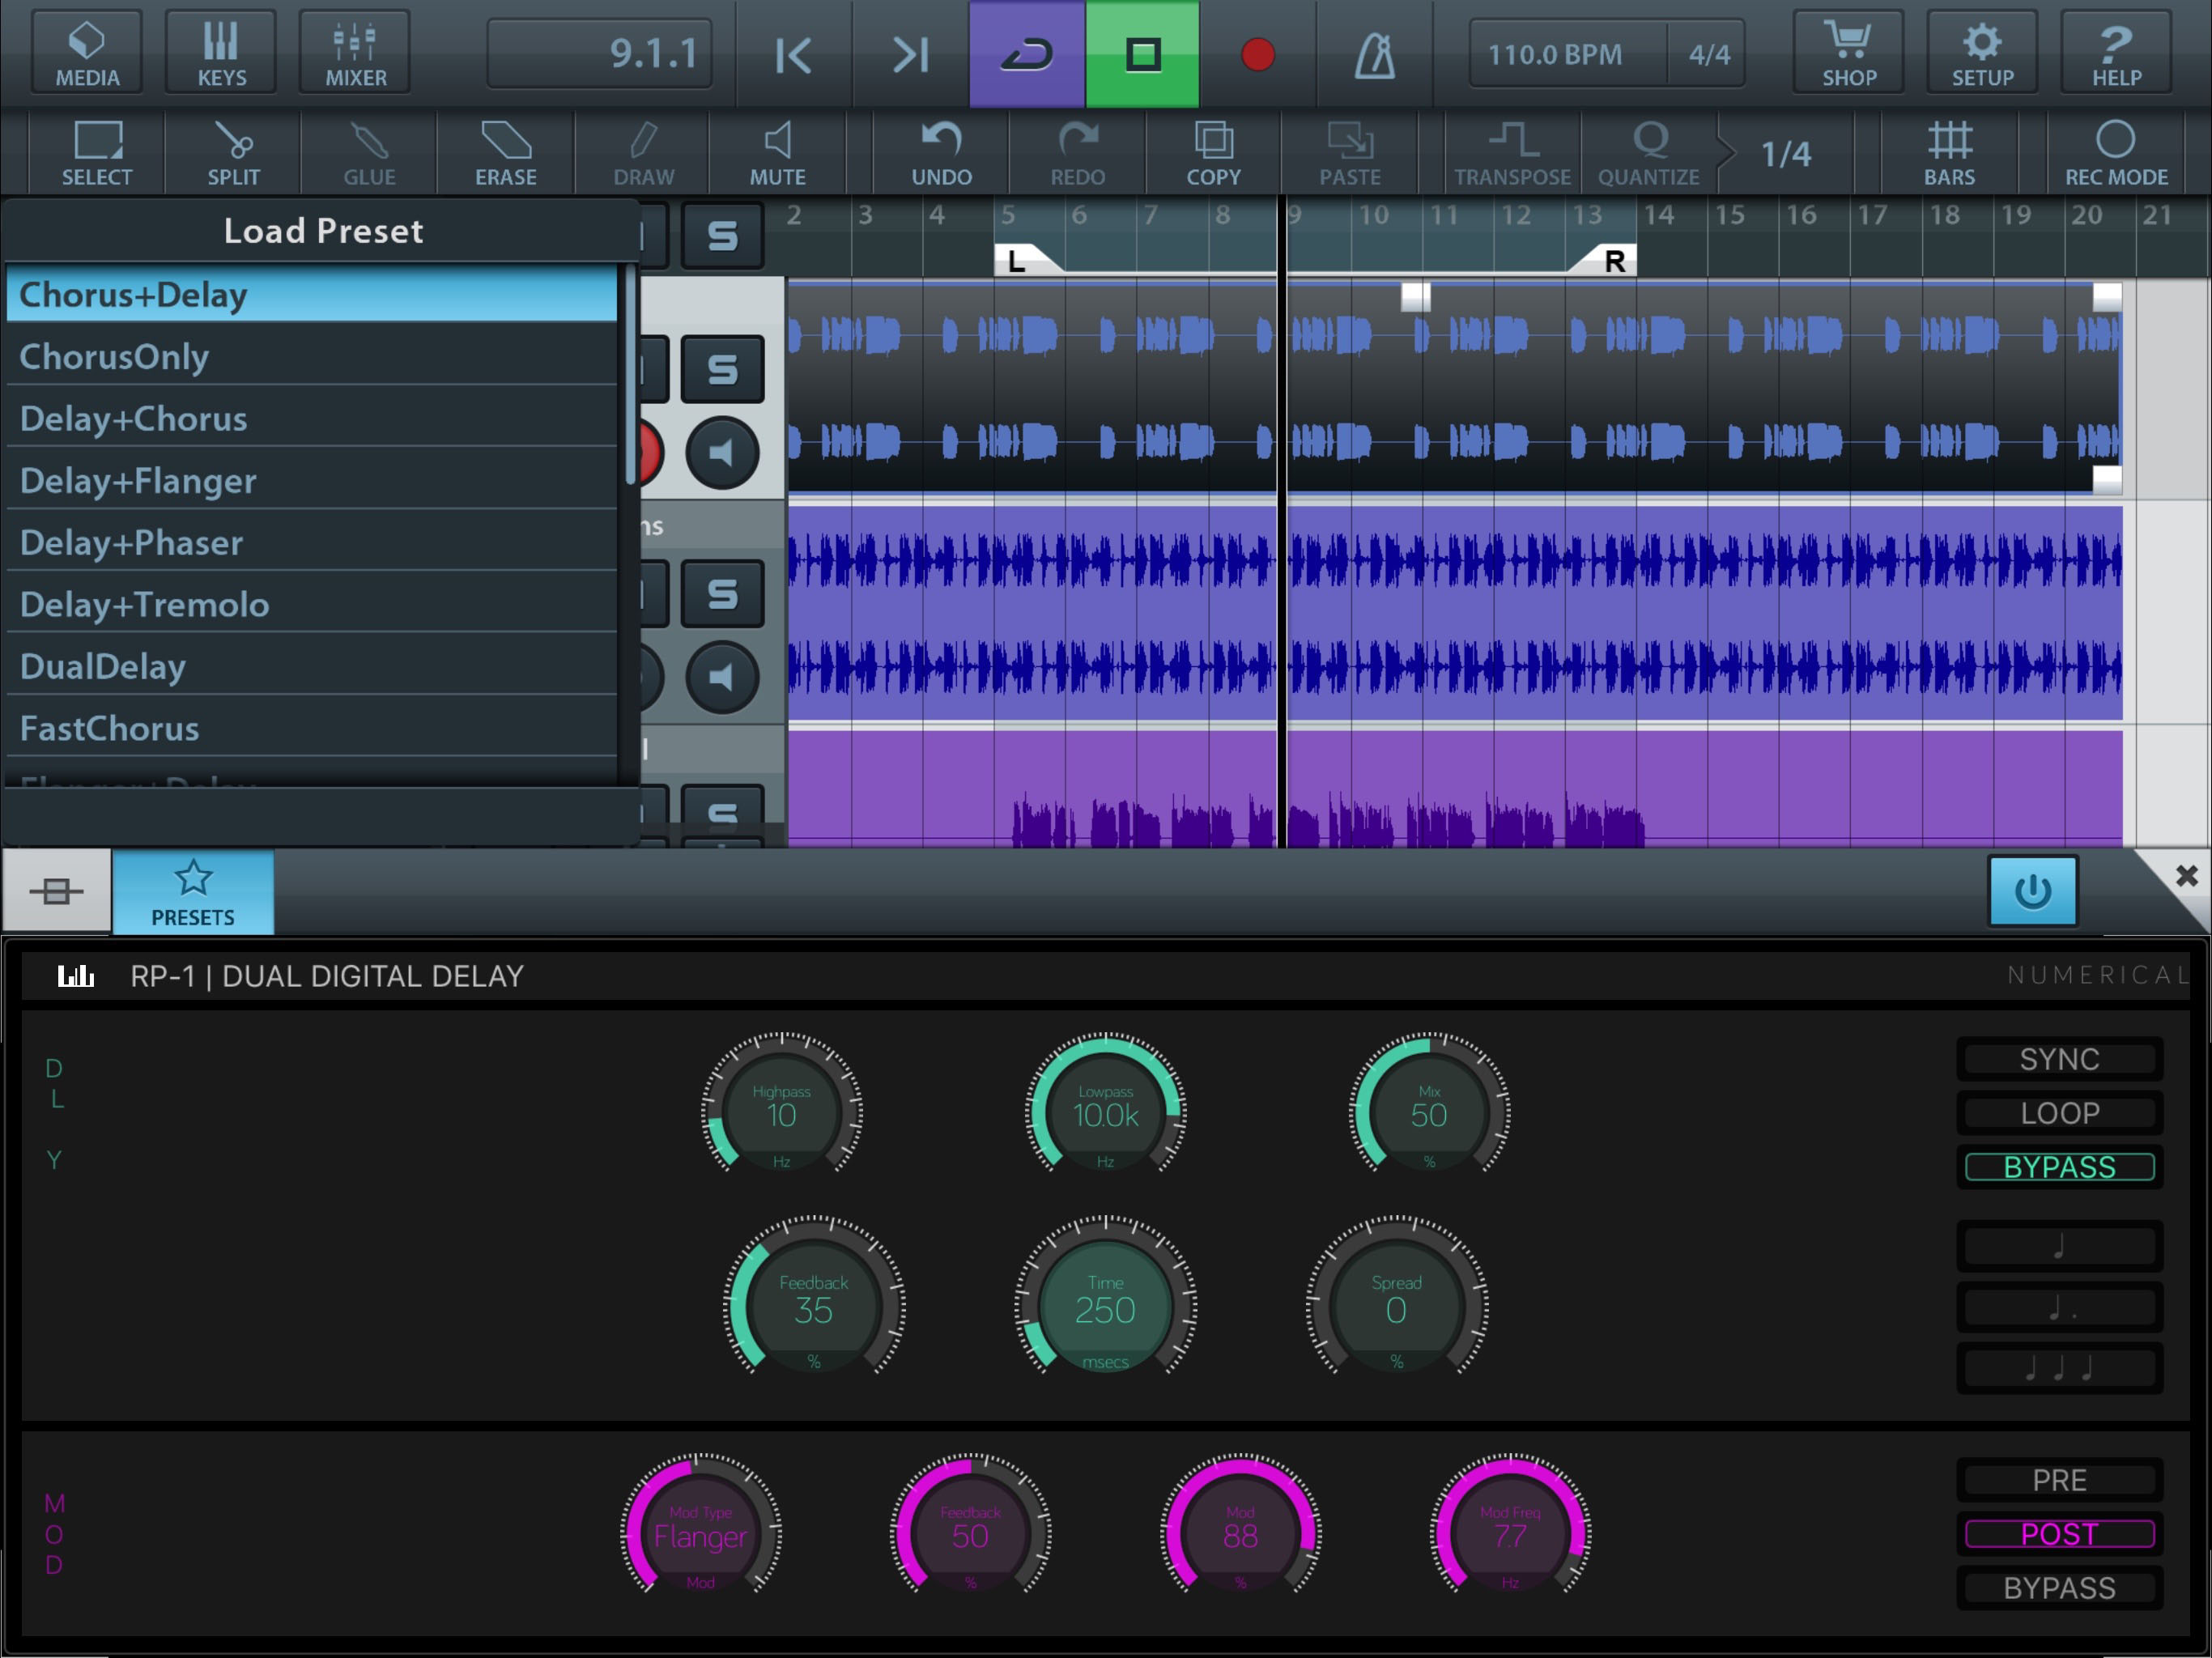 MEDIA KEYS MIXER 9.1.1 110.0 BPM 4/4 SHOP SETUP HELP
SELECT SPLIT GLUE ERASE DRAW MUTE UNDO REDO COPY PASTE TRANSPOSE Q QUANTIZE 1/4 BARS REC MODE
Load Preset
S 2 3 4 5 6 7 8 9 10 11 12 13 14 15 16 17 18 19 20 21
L R
Chorus+Delay
ChorusOnly
S
Delay+Chorus
Delay+Flanger
Delay+Phaser
Delay+Tremolo
S
DualDelay
FastChorus
Flanger+Delay
S
PRESETS
RP-1 | DUAL DIGITAL DELAY NUMERICAL
DLY
Highpass
10
Hz
Lowpass
10.0k
Hz
Mix
50
%
SYNC
LOOP
BYPASS
Feedback
35
%
Time
250
msecs
Spread
0
%
MOD
Mod Type
Flanger
Mod
Feedback
50
%
Mod
88
%
Mod Freq
7.7
Hz
PRE
POST
BYPASS